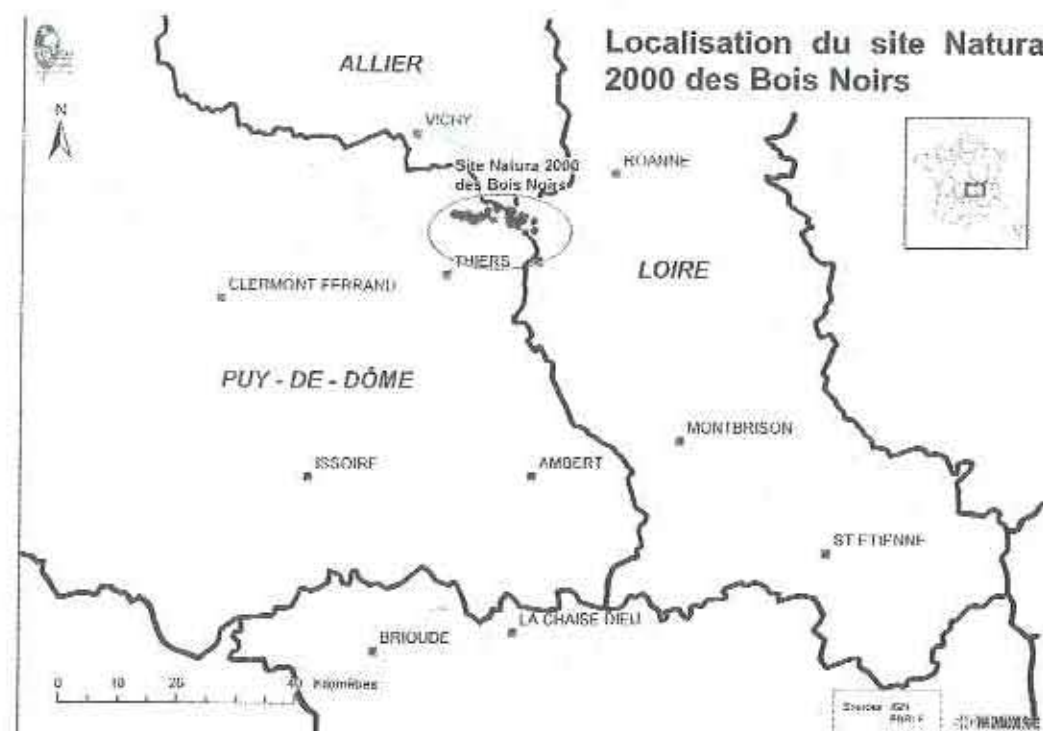 Localisation du site Natura
2000 des Bois Noirs
N
ALLIER
VICHY
Site Natura 2000
des Bois Noirs
ROANNE
THIERS
LOIRE
CLERMONT FERRAND
PUY - DE - DÔME
MONTBRISON
ISSOIRE
AMBERT
ST ETIENNE
LA CHAISE DIEU
BRIOUDE
0 10 20 40 Kilomètres